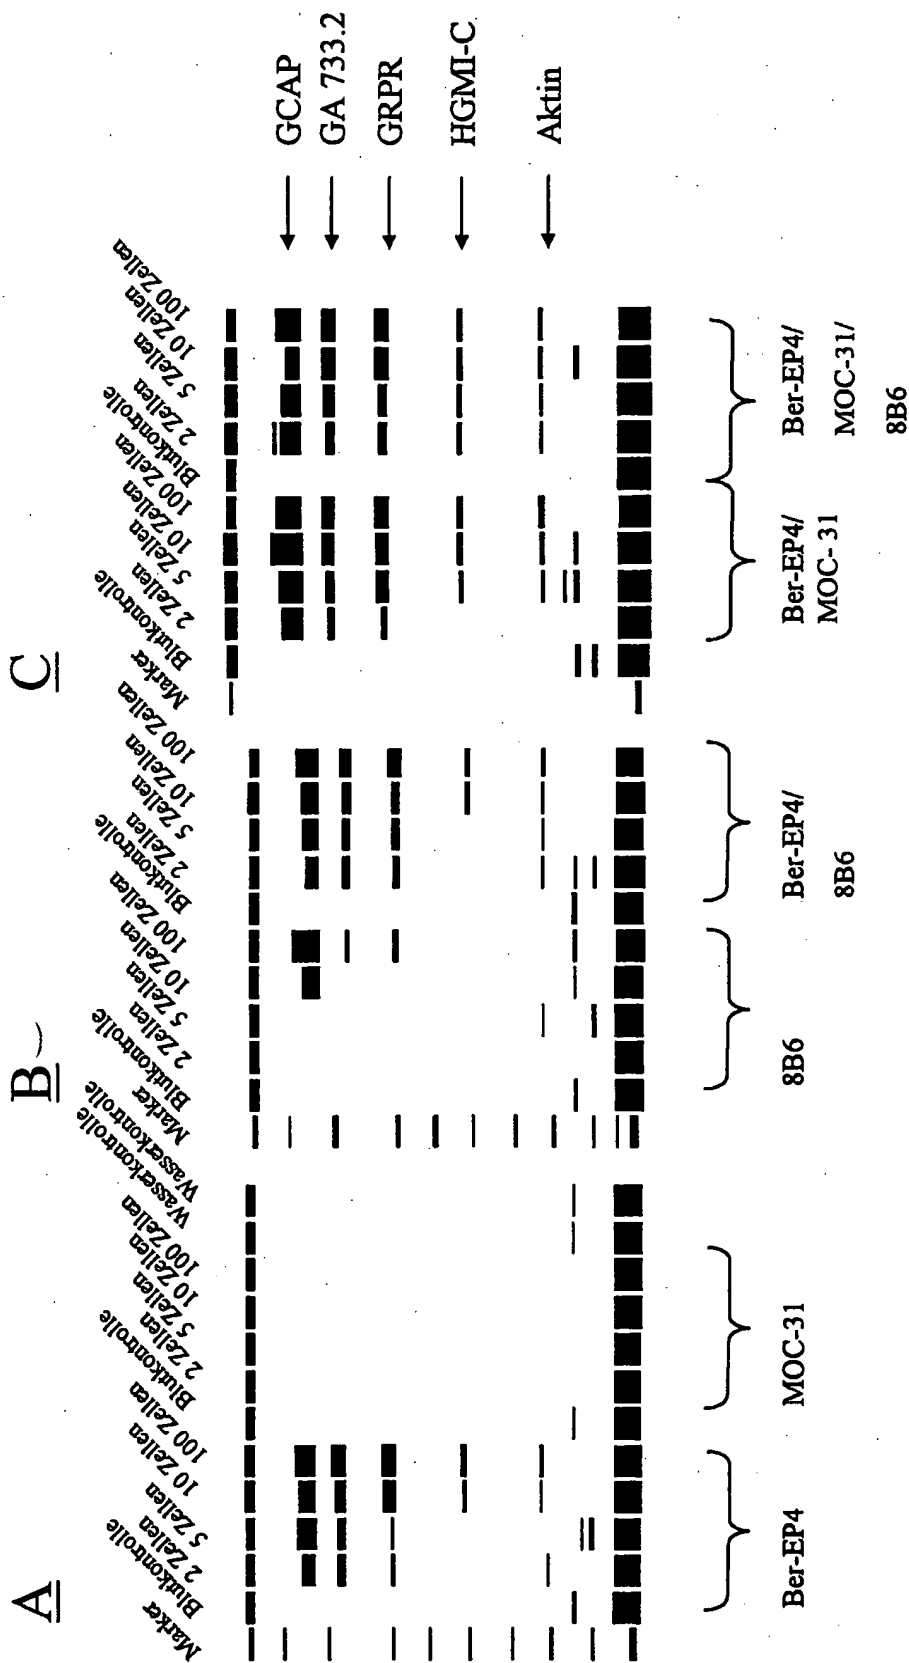 A
Marker
Blutkontrolle
2 Zellen
5 Zellen
10 Zellen
100 Zellen
Blutkontrolle
2 Zellen
5 Zellen
10 Zellen
100 Zellen
Wasserkontrolle
Wasserkontrolle
Ber-EP4
MOC-31
B
Marker
Blutkontrolle
2 Zellen
5 Zellen
10 Zellen
100 Zellen
Blutkontrolle
2 Zellen
5 Zellen
10 Zellen
100 Zellen
8B6
Ber-EP4/
8B6
C
Marker
Blutkontrolle
2 Zellen
5 Zellen
10 Zellen
100 Zellen
Blutkontrolle
2 Zellen
5 Zellen
10 Zellen
100 Zellen
Ber-EP4/
MOC- 31
Ber-EP4/
MOC-31/
8B6
GCAP
GA 733.2
GRPR
HGMI-C
Aktin